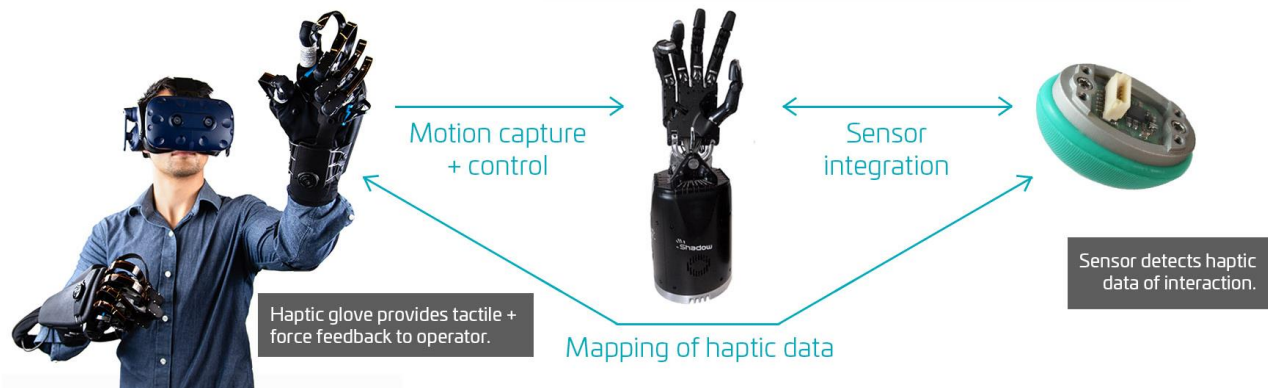 Motion capture
+ control
Sensor
integration
Shadow
Sensor detects haptic
data of interaction.
Haptic glove provides tactile +
force feedback to operator.
Mapping of haptic data